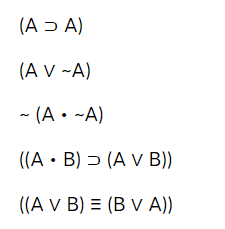 (A ⊃ A)
(A ∨ ~A)
~ (A • ~A)
((A • B) ⊃ (A ∨ B))
((A ∨ B) ≡ (B ∨ A))